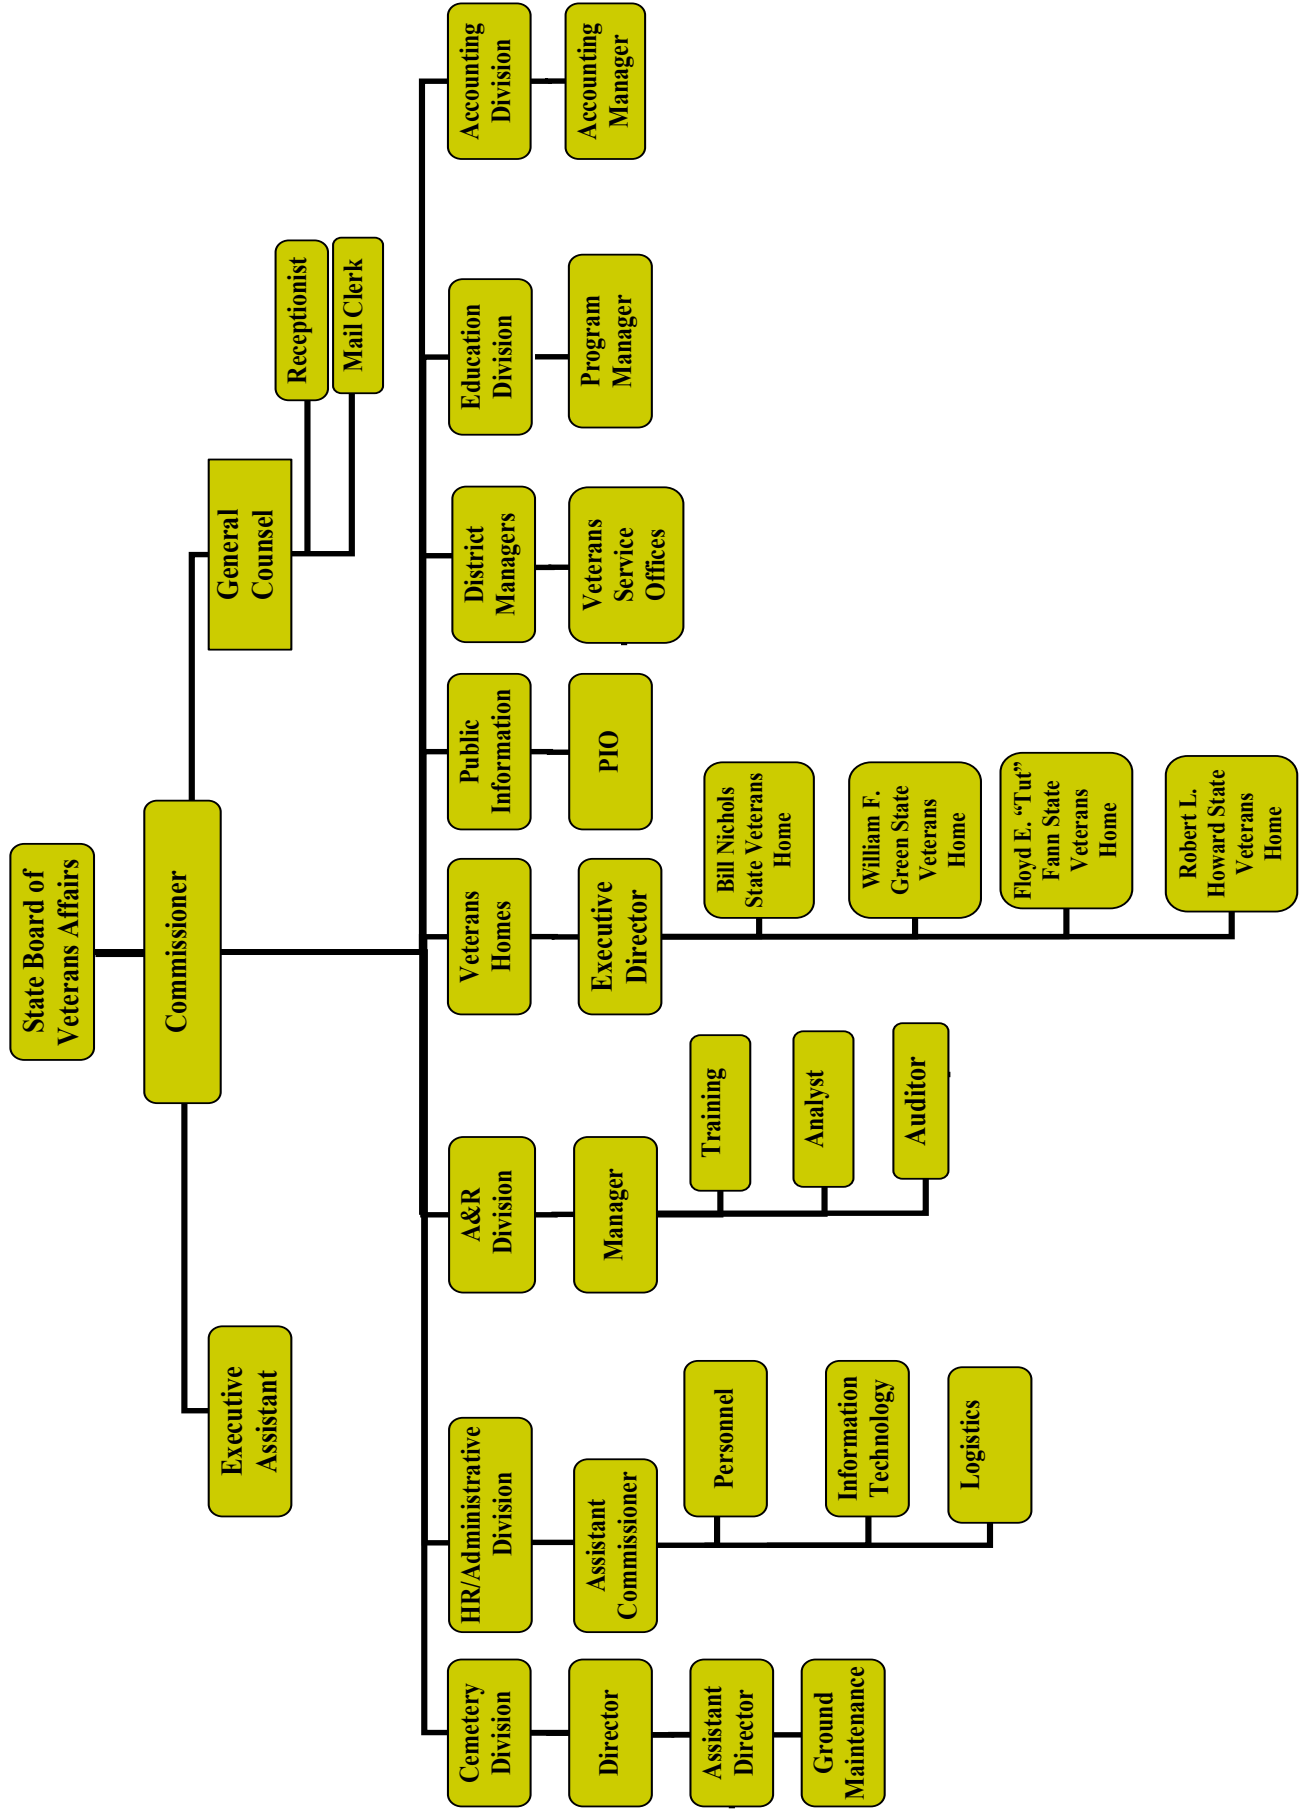 State Board of
Veterans Affairs
Commissioner
Executive
Assistant
General
Counsel
Receptionist
Mail Clerk
Cemetery
Division
HR/Administrative
Division
A&R
Division
Veterans
Homes
Public
Information
District
Managers
Education
Division
Accounting
Division
Director
Assistant
Commissioner
Manager
Executive
Director
PIO
Veterans
Service
Offices
Program
Manager
Accounting
Manager
Assistant
Director
Ground
Maintenance
Personnel
Information
Technology
Logistics
Training
Analyst
Auditor
Bill Nichols
State Veterans
Home
William F.
Green State
Veterans
Home
Floyd E. “Tut”
Fann State
Veterans
Home
Robert L.
Howard State
Veterans
Home